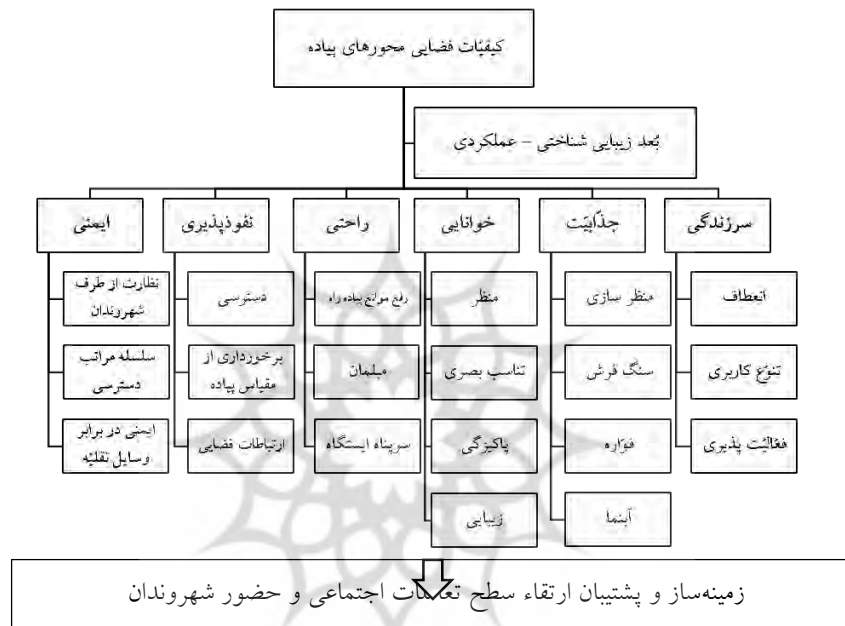 کیفیّات فضایی محورهای پیاده
بُعد زیبایی شناختی – عملکردی
سرزندگی
جذّابیّت
خوانایی
راحتی
نفوذپذیری
ایمنی
انعطاف
منظر سازی
منظر
رفع موانع پیاده راه
دسترسی
نظارت از طرف
شهروندان
تنوّع کاربری
سنگ فرش
تناسب بصری
مبلمان
برخورداری از
مقیاس پیاده
سلسله مراتب
دسترسی
فعّالیّت پذیری
فوّاره
پاکیزگی
سرپناه ایستگاه
ارتباطات فضایی
ایمنی در برابر
وسایل نقلیّه
آبنما
زیبایی
زمینه‌ساز و پشتیبان ارتقاء سطح تعاملات اجتماعی و حضور شهروندان